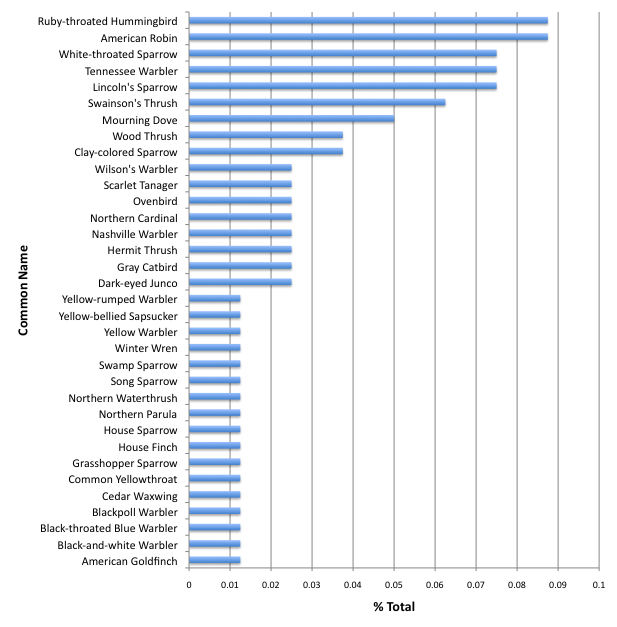 Ruby-throated Hummingbird
American Robin
White-throated Sparrow
Tennessee Warbler
Lincoln's Sparrow
Swainson's Thrush
Mourning Dove
Wood Thrush
Clay-colored Sparrow
Wilson's Warbler
Scarlet Tanager
Ovenbird
Northern Cardinal
Nashville Warbler
Hermit Thrush
Gray Catbird
Dark-eyed Junco
Yellow-rumped Warbler
Yellow-bellied Sapsucker
Yellow Warbler
Winter Wren
Swamp Sparrow
Song Sparrow
Northern Waterthrush
Northern Parula
House Sparrow
House Finch
Grasshopper Sparrow
Common Yellowthroat
Cedar Waxwing
Blackpoll Warbler
Black-throated Blue Warbler
Black-and-white Warbler
American Goldfinch
Common Name
0 0.01 0.02 0.03 0.04 0.05 0.06 0.07 0.08 0.09 0.1
% Total